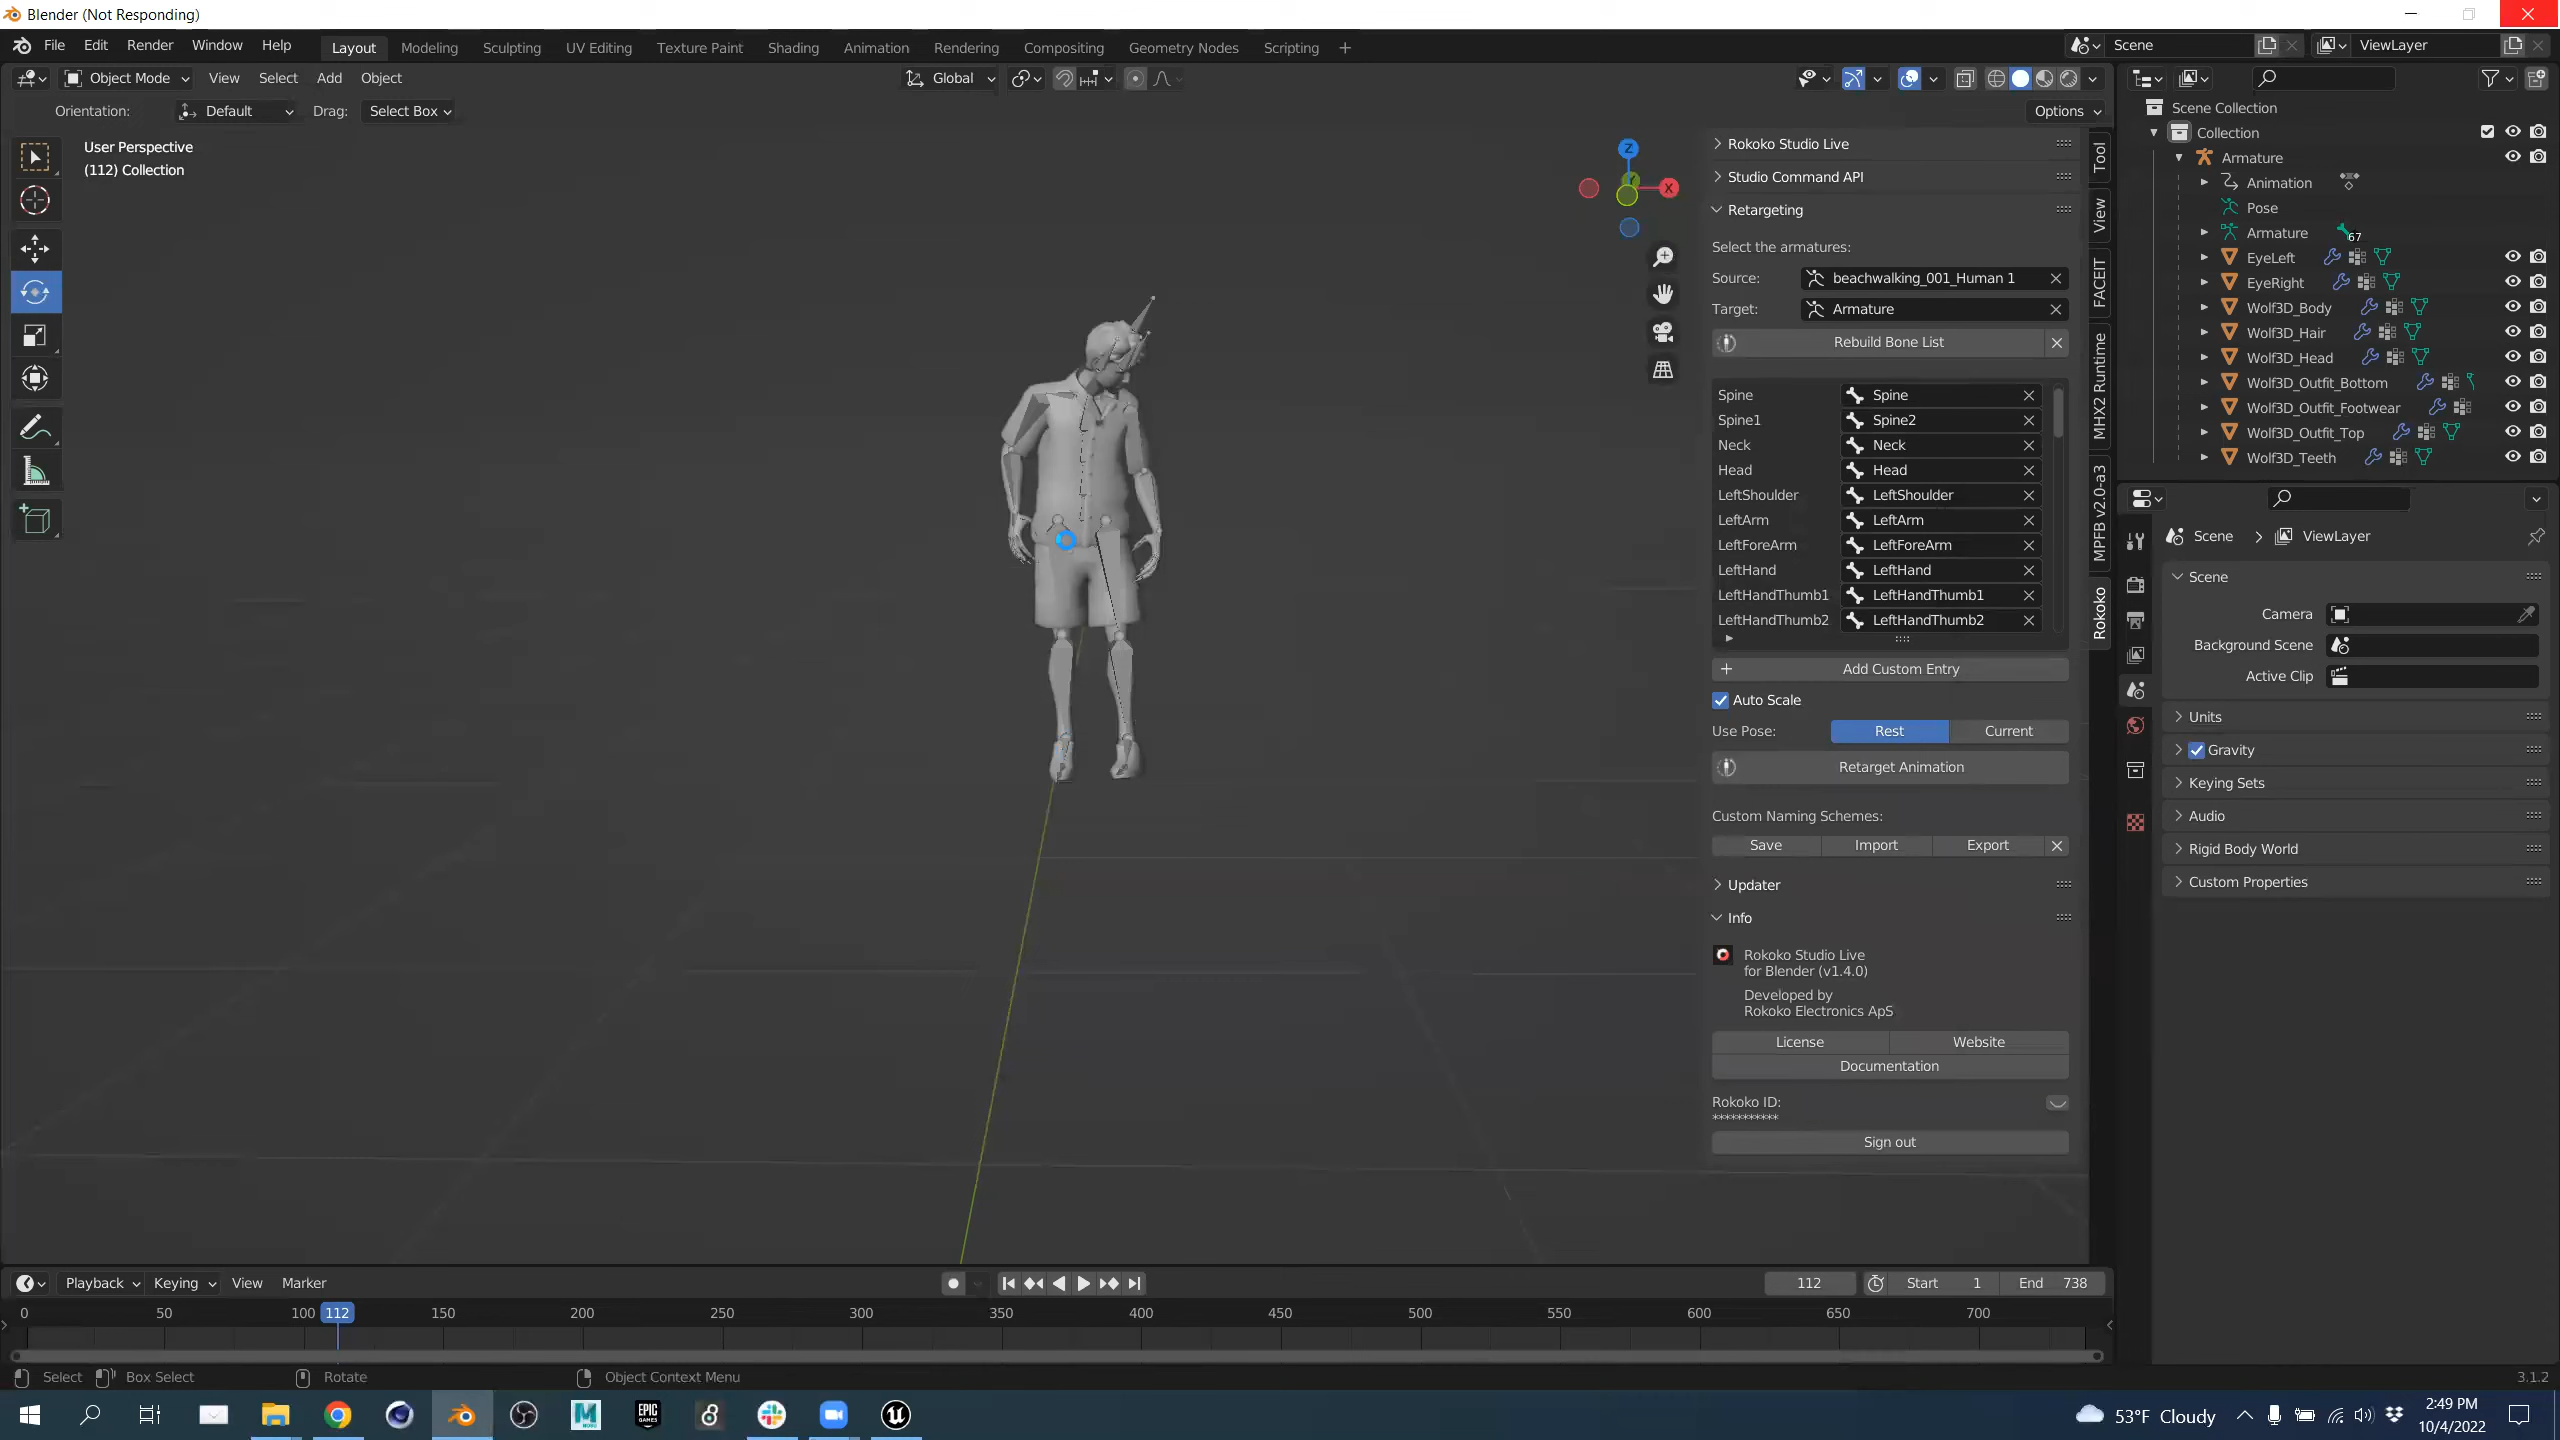 Blender (Not Responding)
File Edit Render Window Help Layout Modeling Sculpting UV Editing Texture Paint Shading Animation Rendering Compositing Geometry Nodes Scripting + Scene ViewLayer
Object Mode View Select Add Object Global
Orientation: Default Drag: Select Box Options
User Perspective
(112) Collection
Z
X
Rokoko Studio Live
Studio Command API
Retargeting
Select the armatures:
Source: beachwalking_001_Human 1
Target: Armature
Rebuild Bone List
Spine Spine
Spine1 Spine2
Neck Neck
Head Head
LeftShoulder LeftShoulder
LeftArm LeftArm
LeftForeArm LeftForeArm
LeftHand LeftHand
LeftHandThumb1 LeftHandThumb1
LeftHandThumb2 LeftHandThumb2
Add Custom Entry
Auto Scale
Use Pose: Rest Current
Retarget Animation
Custom Naming Schemes:
Save Import Export
Updater
Info
Rokoko Studio Live
for Blender (v1.4.0)
Developed by
Rokoko Electronics ApS
License Website
Documentation
Rokoko ID:
***********
Sign out
Tool
View
FACEIT
MHX2 Runtime
MPFB v2.0-a3
Rokoko
Scene Collection
Collection
Armature
Animation
Pose
Armature 67
EyeLeft
EyeRight
Wolf3D_Body
Wolf3D_Hair
Wolf3D_Head
Wolf3D_Outfit_Bottom
Wolf3D_Outfit_Footwear
Wolf3D_Outfit_Top
Wolf3D_Teeth
Scene > ViewLayer
Scene
Camera
Background Scene
Active Clip
Units
Gravity
Keying Sets
Audio
Rigid Body World
Custom Properties
Playback Keying View Marker 112 Start 1 End 738
0 50 100 112 150 200 250 300 350 400 450 500 550 600 650 700
Select Box Select Rotate Object Context Menu 3.1.2
53°F Cloudy 2:49 PM
10/4/2022